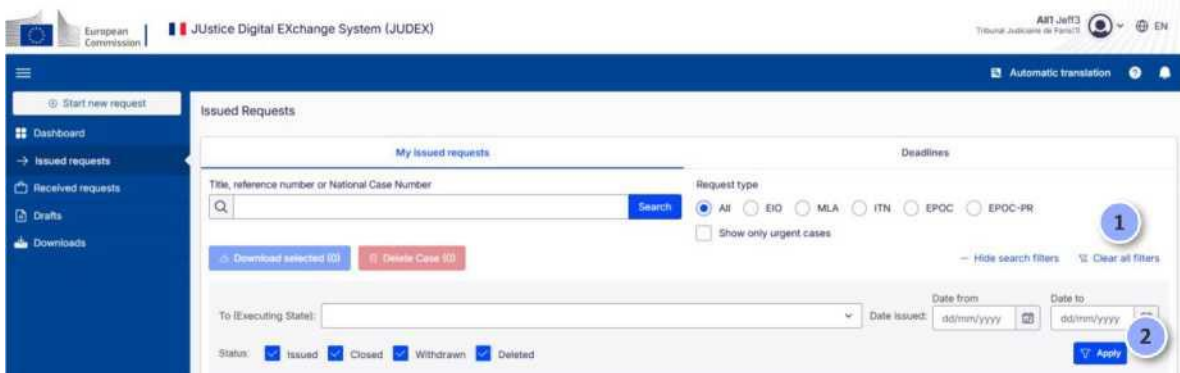 European
Commission
JUstice Digital EXchange System (JUDEX)
AlI1 Jeff3
EN
Automatic translation
Start new request
Dashboard
Issued requests
Received requests
Drafts
Downloads
Issued Requests
My issued requests
Deadlines
Title, reference number or National Case Number
Search
Request type
All EIO MLA ITN EPOC EPOC-PR
Show only urgent cases
1
Download selected (0)
Delete Case (0)
Hide search filters
Clear all filters
To (Executing State):
Date issued:
Date from
dd/mm/yyyy
Date to
dd/mm/yyyy
Status: Issued Closed Withdrawn Deleted
Apply
2